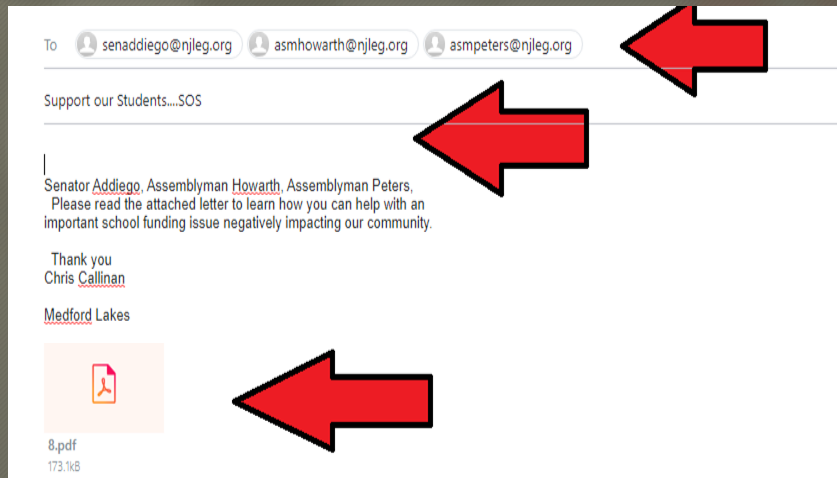 To senaddiego@njleg.org asmhowarth@njleg.org asmpeters@njleg.org
Support our Students....SOS
Senator Addiego, Assemblyman Howarth, Assemblyman Peters,
Please read the attached letter to learn how you can help with an
important school funding issue negatively impacting our community.
Thank you
Chris Callinan
Medford Lakes
8.pdf
173.1kB